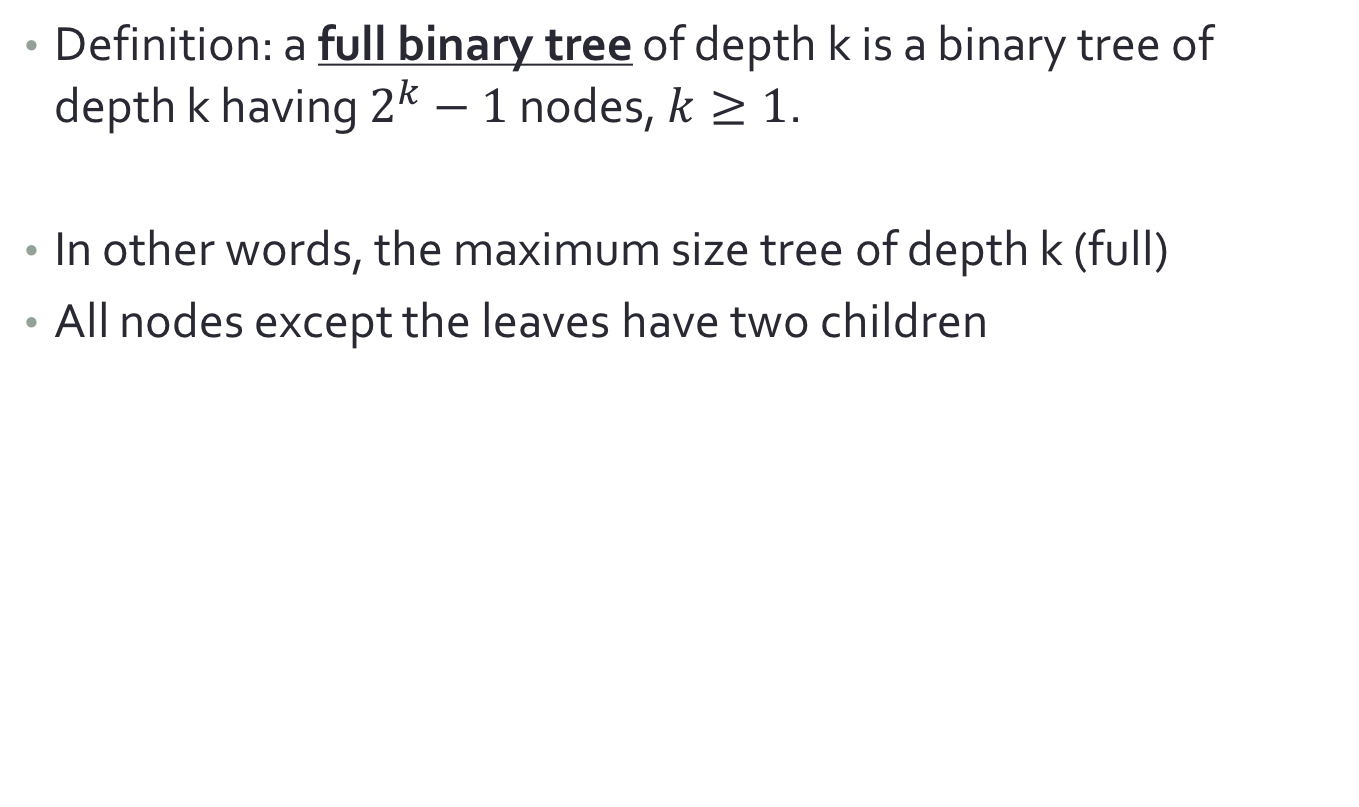 • Definition: a full binary tree of depth k is a binary tree of
depth k having 2^k − 1 nodes, k ≥ 1.
• In other words, the maximum size tree of depth k (full)
• All nodes except the leaves have two children